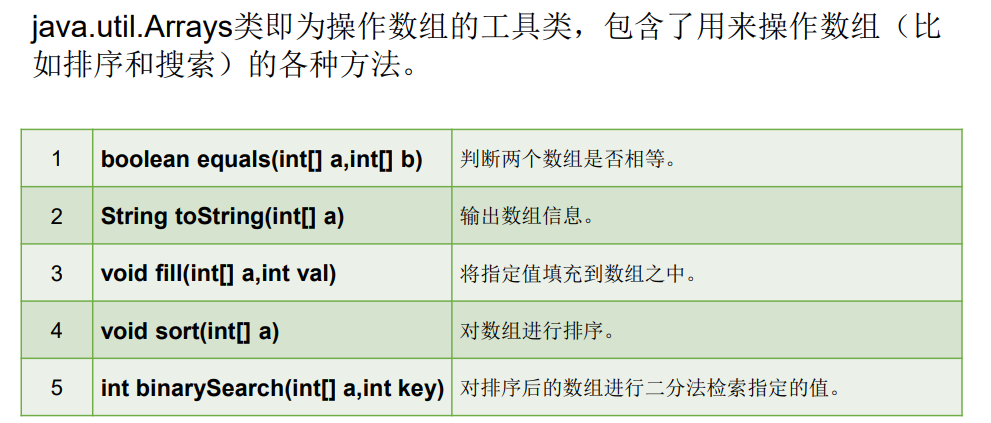 java.util.Arrays类即为操作数组的工具类，包含了用来操作数组（比
如排序和搜索）的各种方法。
1 boolean equals(int[] a,int[] b) 判断两个数组是否相等。
2 String toString(int[] a) 输出数组信息。
3 void fill(int[] a,int val) 将指定值填充到数组之中。
4 void sort(int[] a) 对数组进行排序。
5 int binarySearch(int[] a,int key) 对排序后的数组进行二分法检索指定的值。